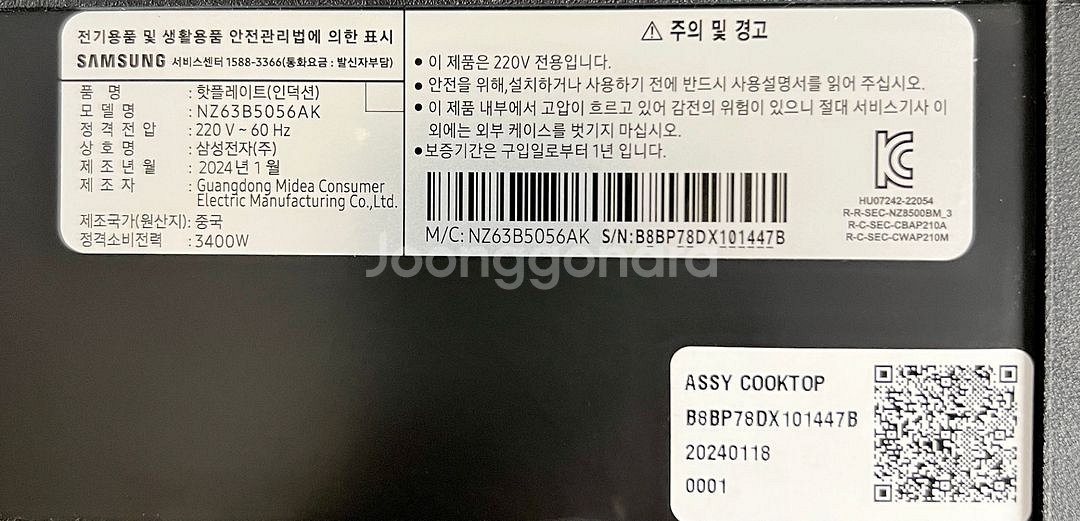 전기용품 및 생활용품 안전관리법에 의한 표시
SAMSUNG 서비스센터 1588-3366(통화요금 : 발신자부담)
품 명 : 핫플레이트(인덕션)
모 델 명 : NZ63B5056AK
정 격 전 압 : 220 V ~ 60 Hz
상 호 명 : 삼성전자(주)
제 조 년 월 : 2024년 1 월
제 조 자 : Guangdong Midea Consumer
Electric Manufacturing Co.,Ltd.
제조국가(원산지): 중국
정격소비전력 : 3400W
⚠ 주의 및 경고
● 이 제품은 220V 전용입니다.
● 안전을 위해,설치하거나 사용하기 전에 반드시 사용설명서를 읽어 주십시오.
● 이 제품 내부에서 고압이 흐르고 있어 감전의 위험이 있으니 절대 서비스기사 이
외에는 외부 케이스를 벗기지 마십시오.
●보증기간은 구입일로부터 1년 입니다.
M/C: NZ63B5056AK S/N:B8BP78DX101447B
HU07242-22054
R-R-SEC-NZ8500BM_3
R-C-SEC-CBAP210A
R-C-SEC-CWAP210M
Joonggonara
ASSY COOKTOP
B8BP78DX101447B
20240118
0001